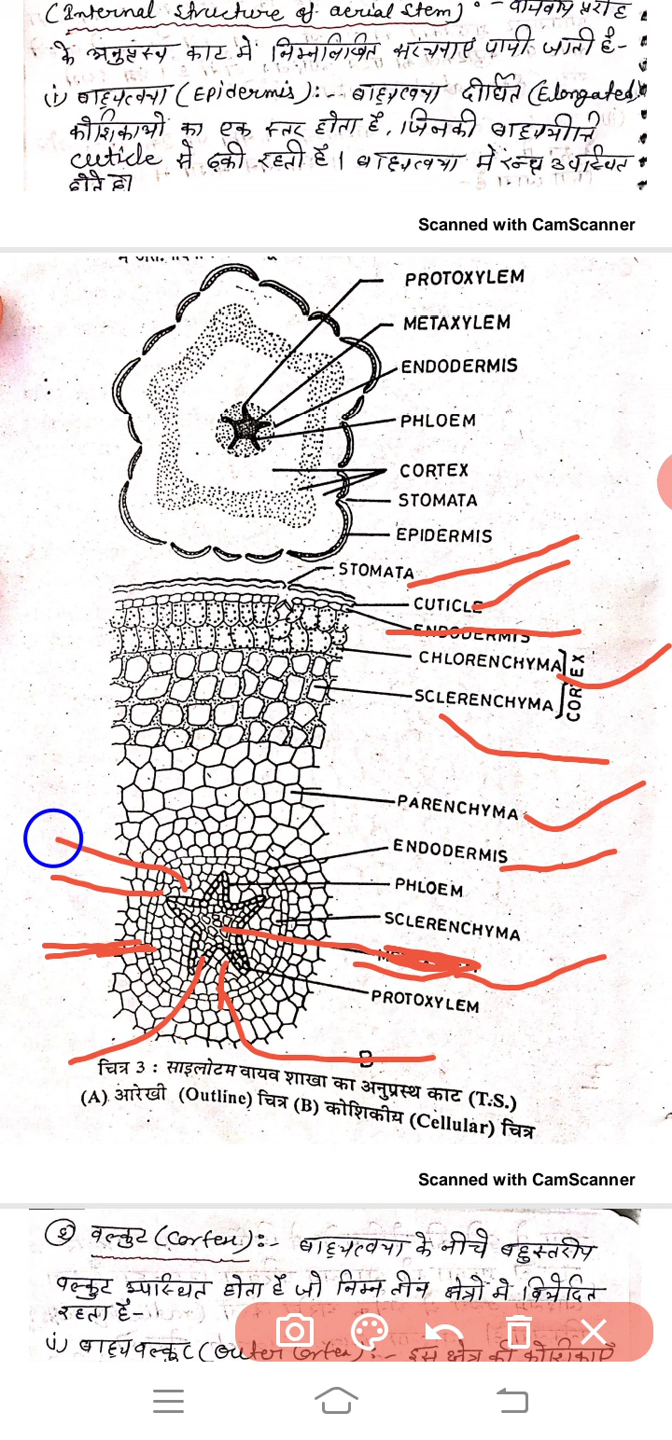 (Internal structure of aerial stem) :-
के अनुप्रस्थ काट में निम्नलिखित संरचनाएं पायी जाती है-
(i) बाह्यत्वचा (Epidermis):- बाह्यत्वचा दीर्घित (Elongated)
कोशिकाओ का एक स्तर होता है, जिनकी बाह्यभीति
cuticle से ढकी रहती है। बाह्यत्वचा में रन्ध्र उपस्थित
होते है।
Scanned with CamScanner
PROTOXYLEM
METAXYLEM
ENDODERMIS
PHLOEM
CORTEX
STOMATA
EPIDERMIS
STOMATA
CUTICLE
ENDODERMIS
CHLORENCHYMA
SCLERENCHYMA
CORTEX
PARENCHYMA
ENDODERMIS
PHLOEM
SCLERENCHYMA
PROTOXYLEM
B
चित्र 3 : साइलोटम वायव शाखा का अनुप्रस्थ काट (T.S.)
(A) आरेखी (Outline) चित्र (B) कोशिकीय (Cellular) चित्र
Scanned with CamScanner
(2) वल्कुट (Cortex):- बाह्यत्वचा के नीचे बहुस्तरीय
वल्कुट उपस्थित होता है जो निम्न तीन क्षेत्रो में विभेदित
रहता है-
(i) बाह्य वल्कुट (Outer Cortex):- इस क्षेत्र की कोशिकाएँ